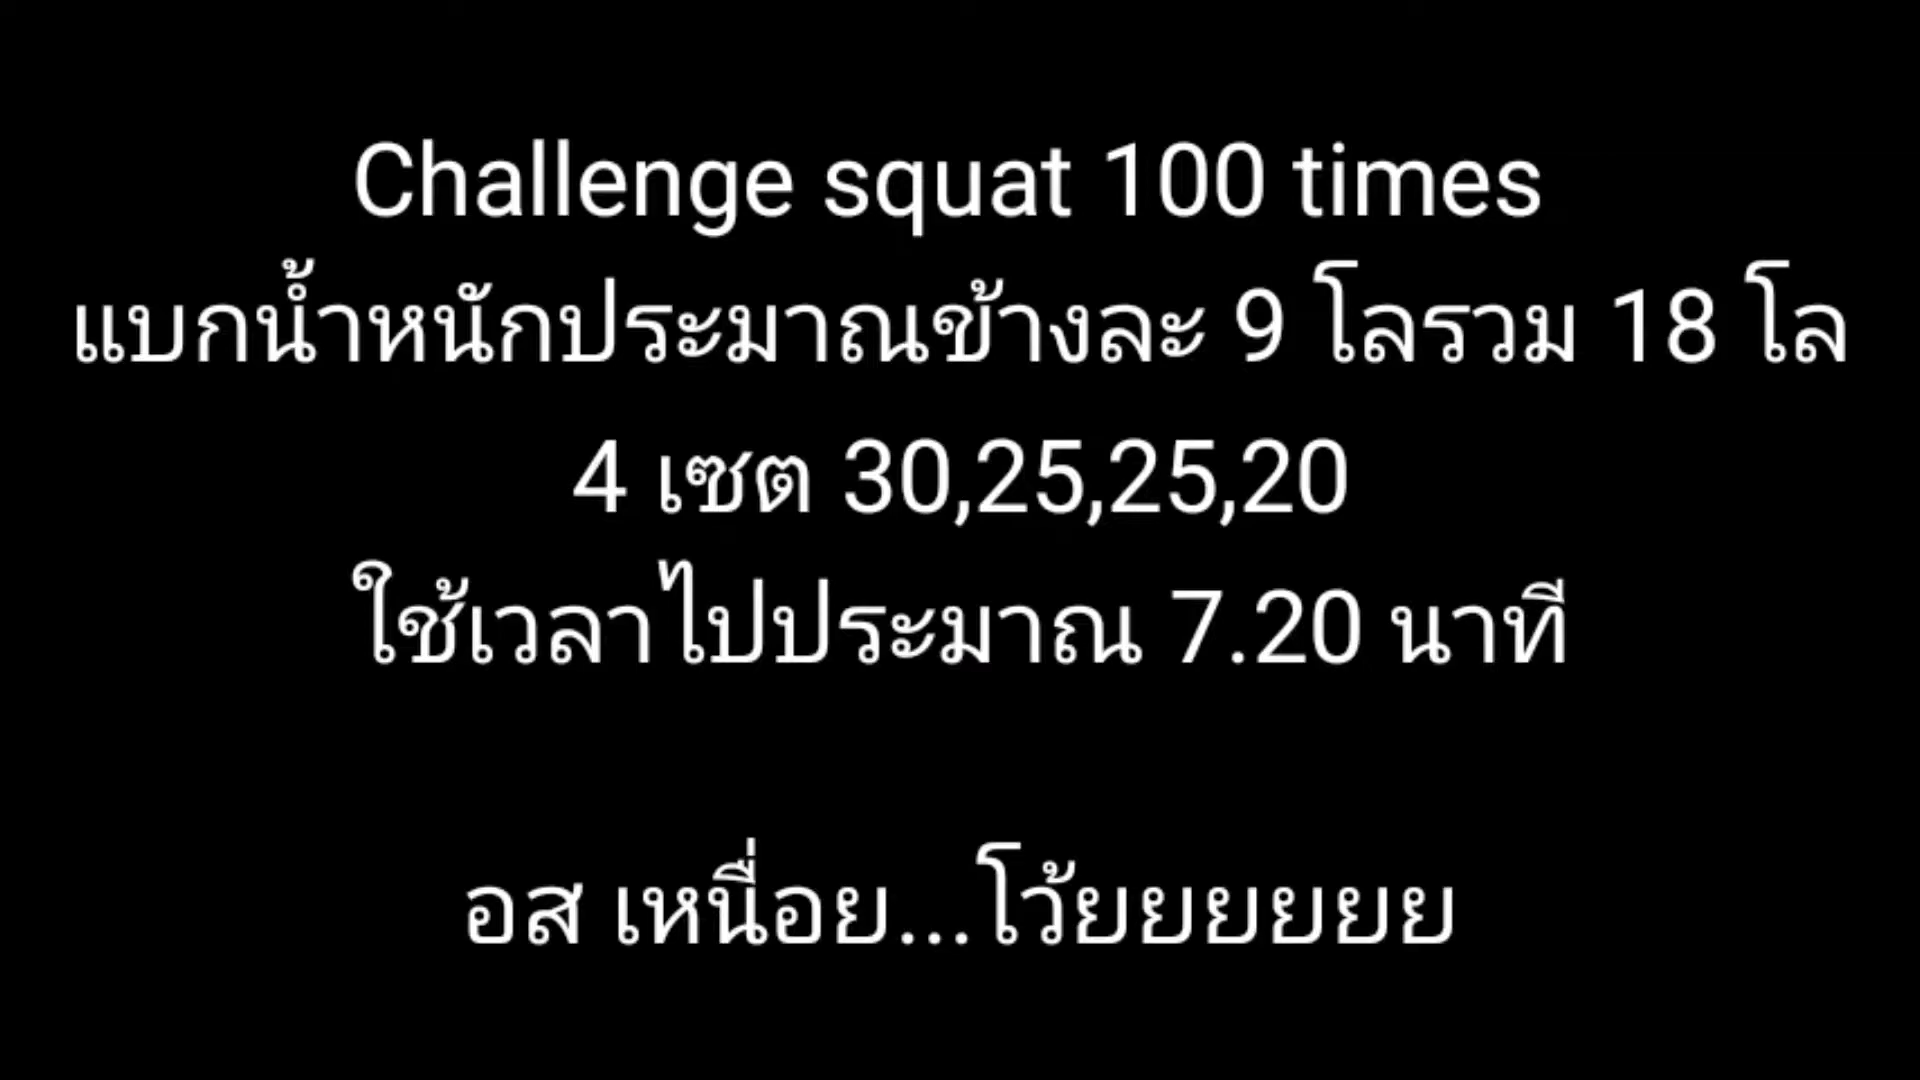 Challenge squat 100 times
แบกน้ำหนักประมาณข้างละ 9 โลรวม 18 โล
4 เซต 30,25,25,20
ใช้เวลาไปประมาณ 7.20 นาที
อส เหนื่อย...โว้ยยยยยย